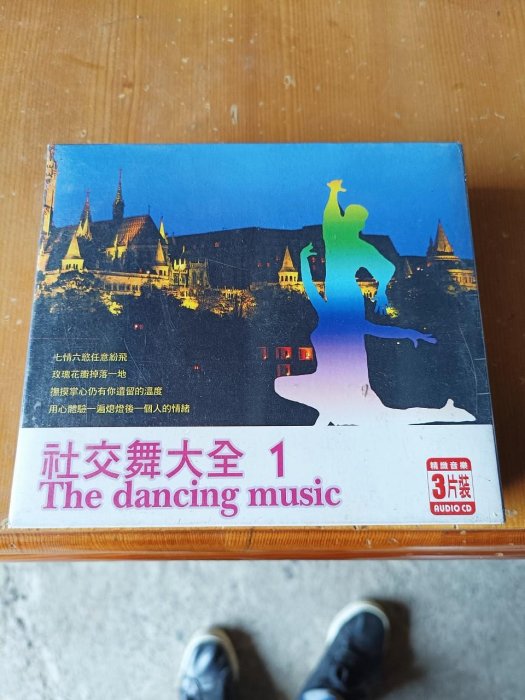 七情六慾任意紛飛
玫瑰花瓣掉落一地
撫摸掌心仍有你遺留的溫度
用心體驗一遍熄燈後一個人的情緒
社交舞大全 1
The dancing music
精識音樂
3片裝
AUDIO CD